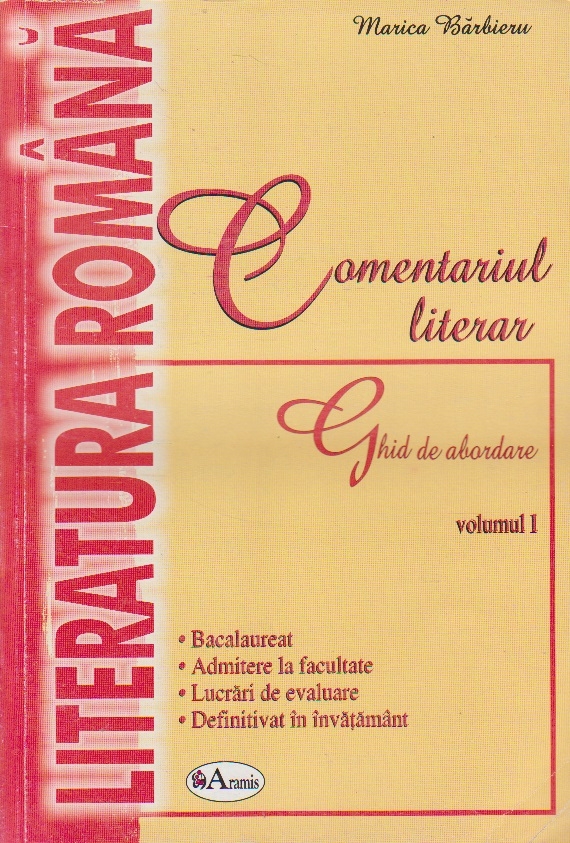 Marica Bărbieru
LITERATURA ROMÂNĂ
Comentariul
literar
Ghid de abordare
volumul I
• Bacalaureat
• Admitere la facultate
• Lucrări de evaluare
• Definitivat în învăţământ
Aramis